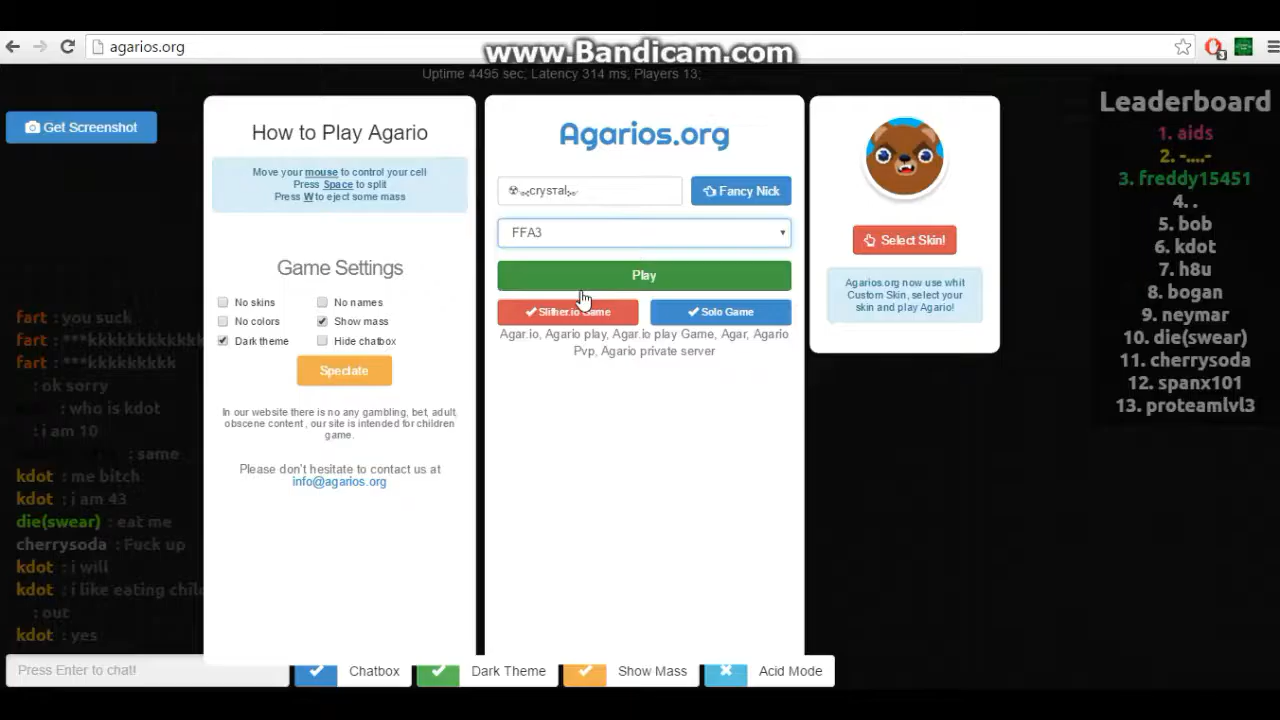 agarios.org
www.Bandicam.com
Uptime 4495 sec, Latency 314 ms, Players 13;
Get Screenshot
How to Play Agario
Move your mouse to control your cell
Press Space to split
Press W to eject some mass
Game Settings
No skins
No names
No colors
Show mass
Dark theme
Hide chatbox
Speclate
In our website there is no any gambling, bet, adult,
obscene content , our site is intended for children
game.
Please don't hesitate to contact us at
info@agarios.org
Agarios.org
Fancy Nick
FFA3
Play
Slither.io Game
Solo Game
Agar.io, Agario play, Agar.io play Game, Agar, Agario
Pvp, Agario private server
Select Skin!
Agarios.org now use whit
Custom Skin, select your
skin and play Agario!
Leaderboard
1. aids
2. -....-
3. freddy15451
4. .
5. bob
6. kdot
7. h8u
8. bogan
9. neymar
10. die(swear)
11. cherrysoda
12. spanx101
13. proteamlvl3
fart : you suck
fart : ***kkkkkkkkkkkk
fart : ***kkkkkkkkk
: ok sorry
: who is kdot
: i am 10
: same
kdot : me bitch
kdot : i am 43
die(swear) : eat me
cherrysoda : Fuck up
kdot : i will
kdot : i like eating chil
: out
kdot : yes
Press Enter to chat!
Chatbox
Dark Theme
Show Mass
Acid Mode